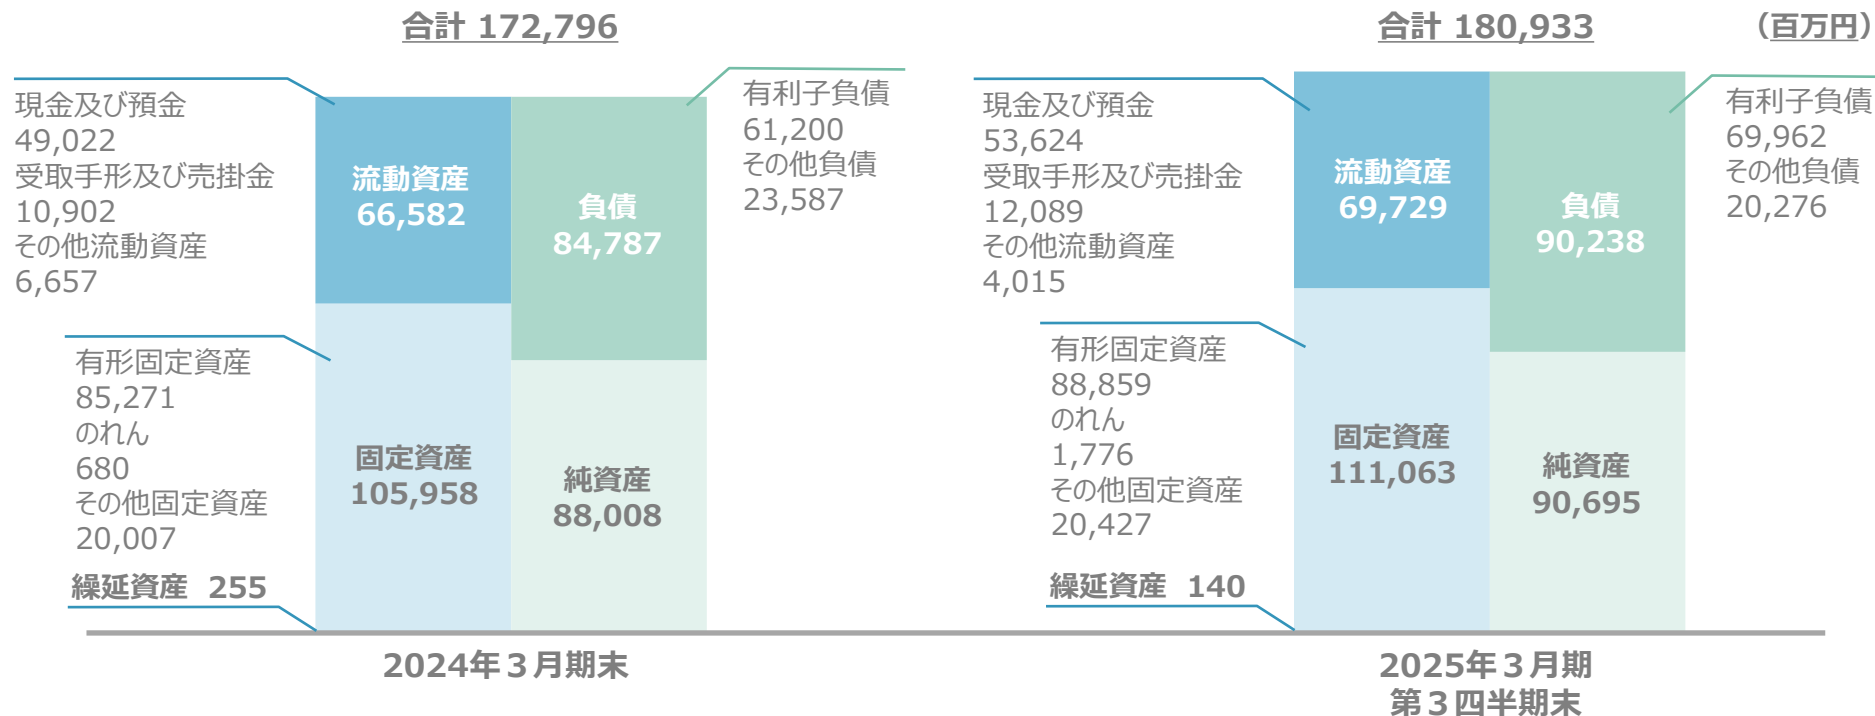 合計 172,796
現金及び預金
49,022
受取手形及び売掛金
10,902
その他流動資産
6,657
流動資産
66,582
負債
84,787
有利子負債
61,200
その他負債
23,587
有形固定資産
85,271
のれん
680
その他固定資産
20,007
固定資産
105,958
純資産
88,008
繰延資産 255
2024年３月期末
合計 180,933
（百万円）
現金及び預金
53,624
受取手形及び売掛金
12,089
その他流動資産
4,015
流動資産
69,729
負債
90,238
有利子負債
69,962
その他負債
20,276
有形固定資産
88,859
のれん
1,776
その他固定資産
20,427
固定資産
111,063
純資産
90,695
繰延資産 140
2025年３月期
第３四半期末